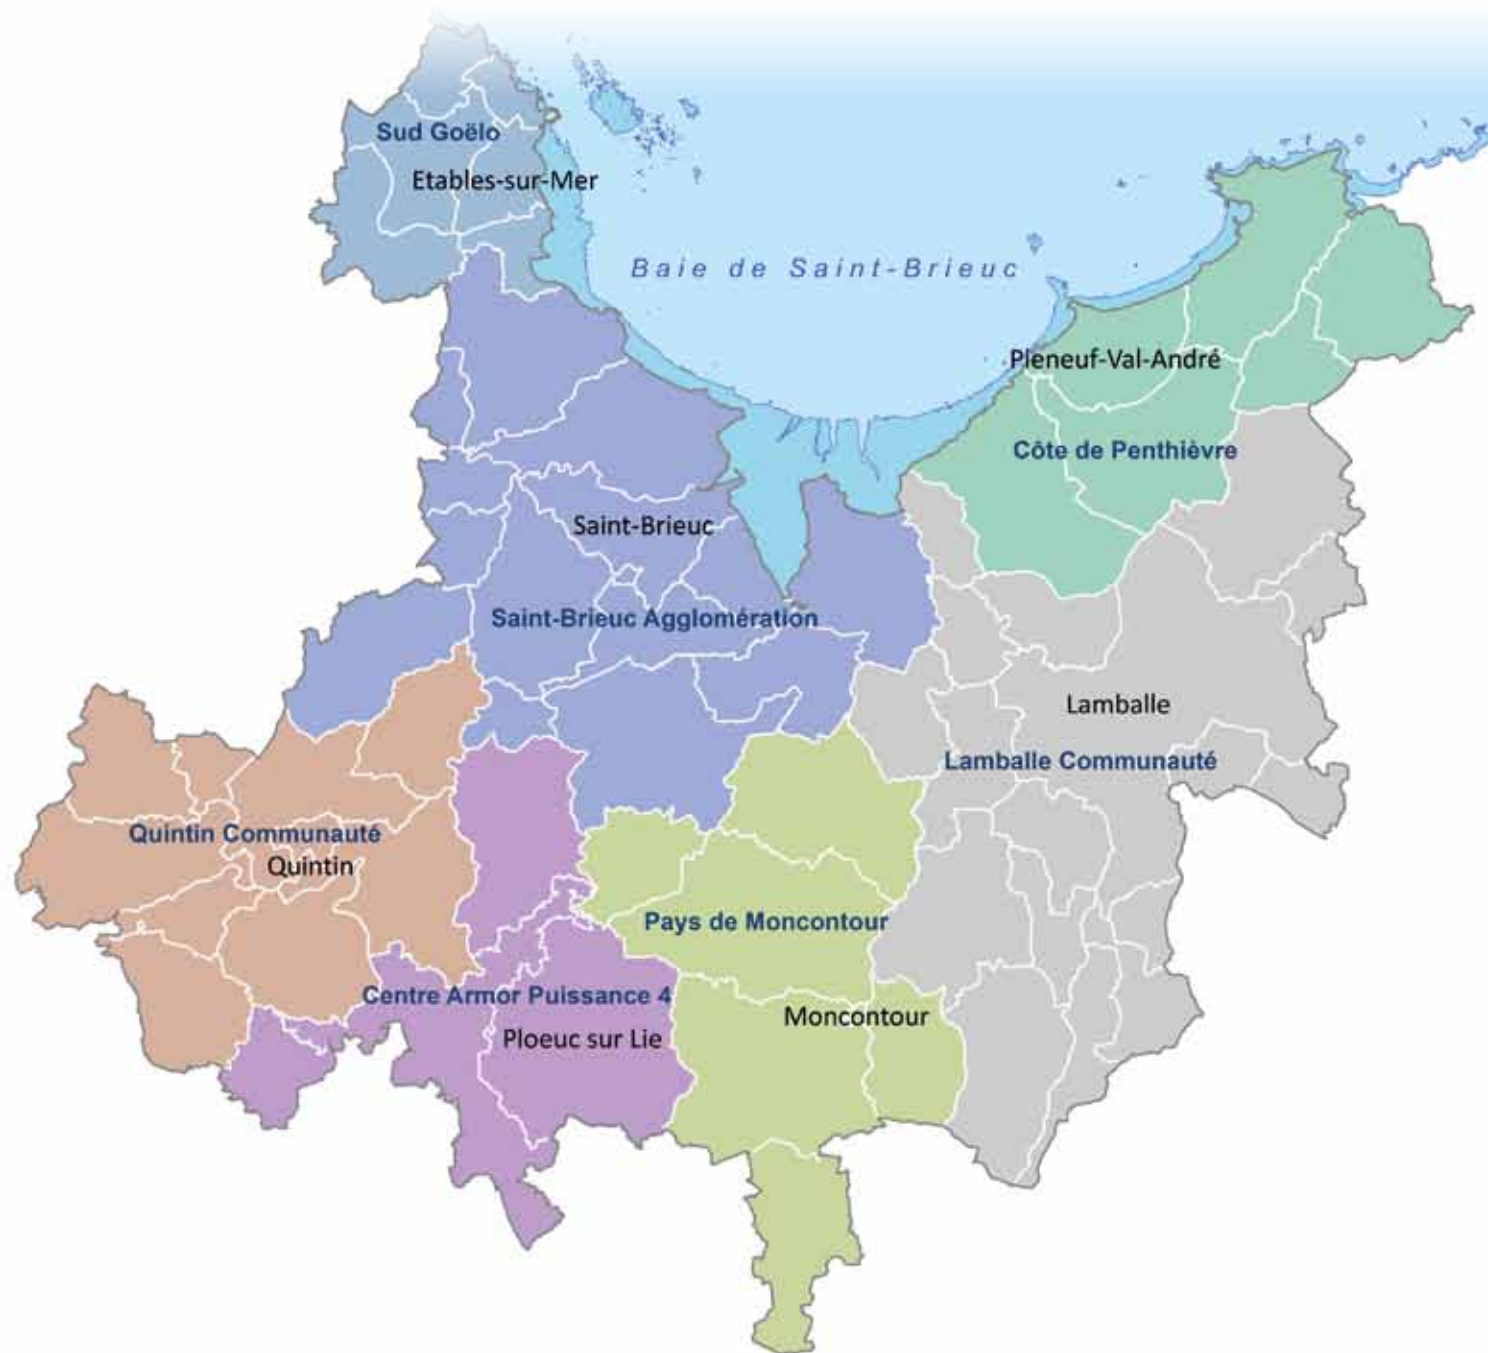 Sud Goëlo
Etables-sur-Mer
Baie de Saint-Brieuc
Pleneuf-Val-André
Côte de Penthièvre
Saint-Brieuc
Saint-Brieuc Agglomération
Lamballe
Lamballe Communauté
Quintin Communauté
Quintin
Pays de Moncontour
Centre Armor Puissance 4
Moncontour
Ploeuc sur Lie